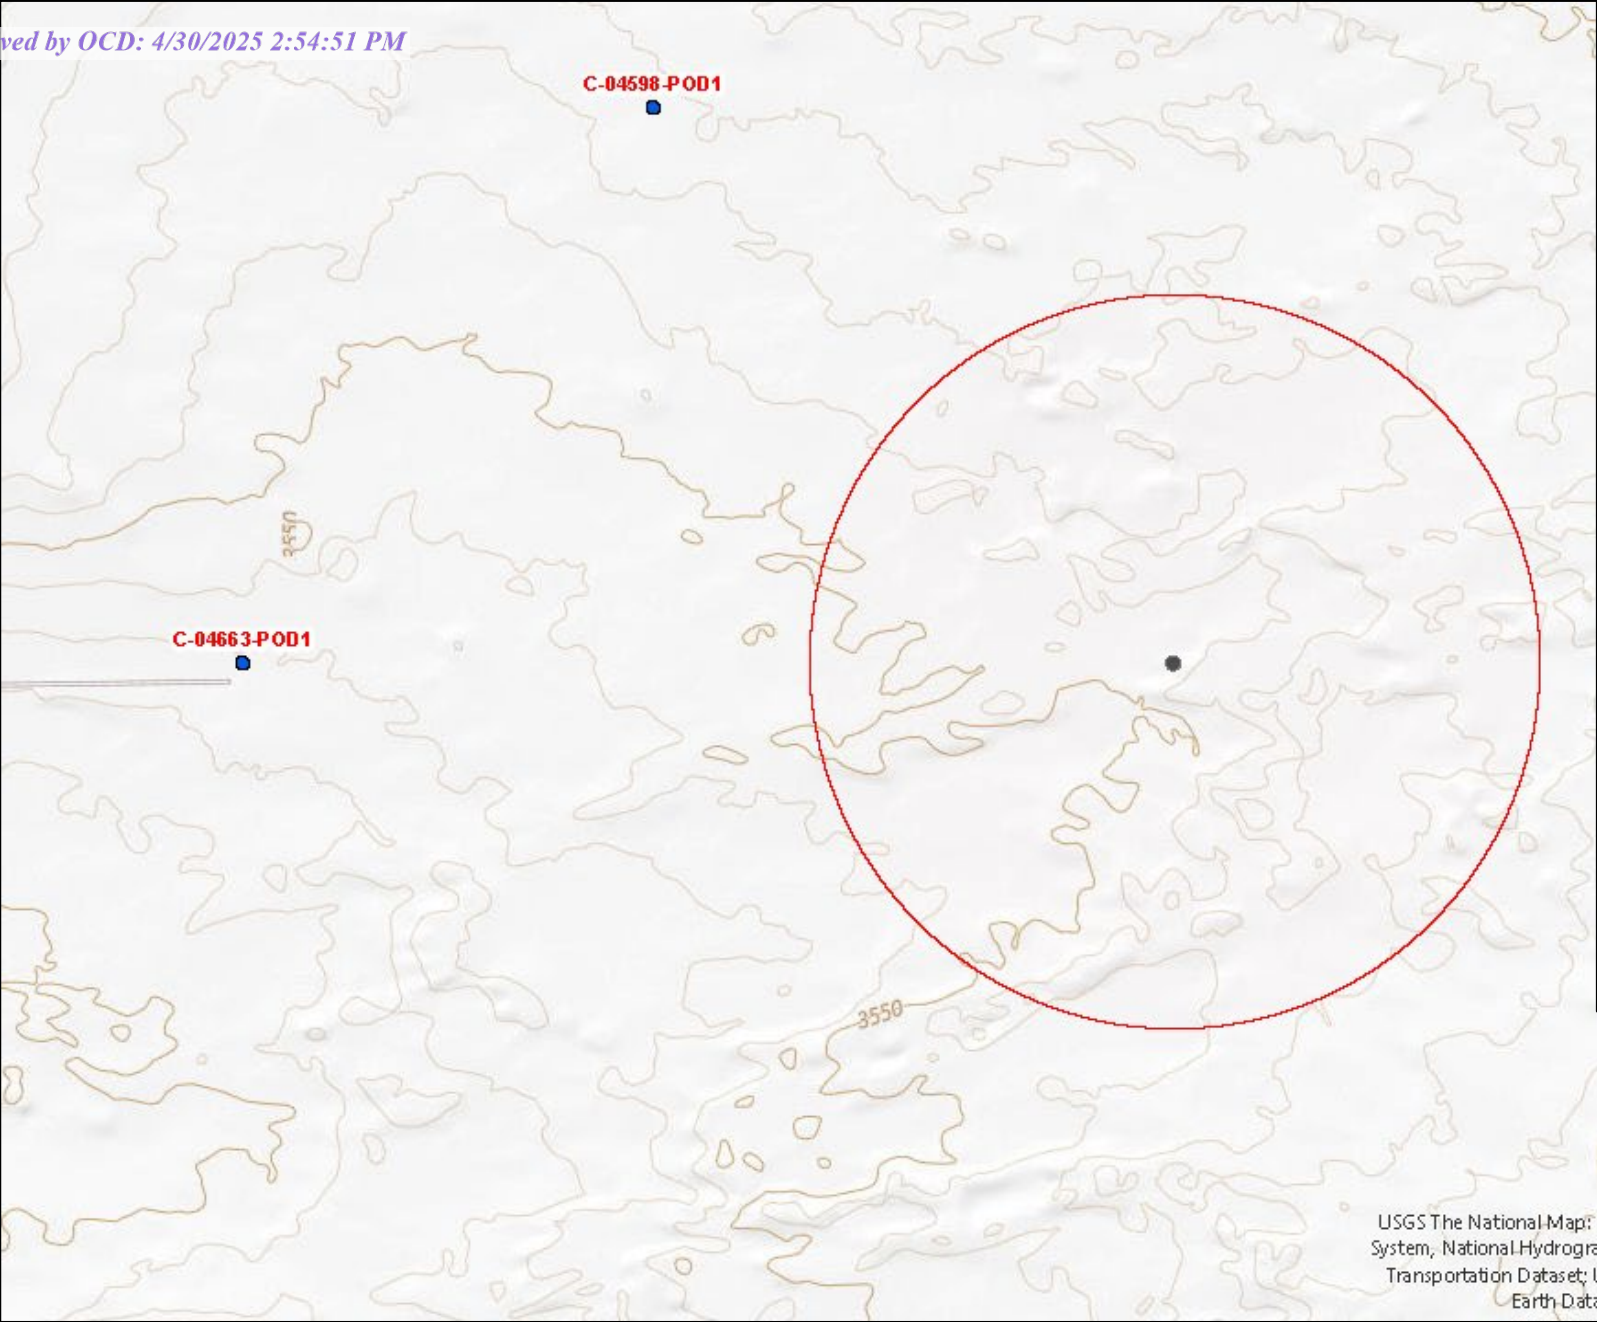 ved by OCD: 4/30/2025 2:54:51 PM
C-04598-POD1
3550
C-04663-POD1
3550
USGS The National Map:
System, National Hydrogra
Transportation Dataset;
Earth Data